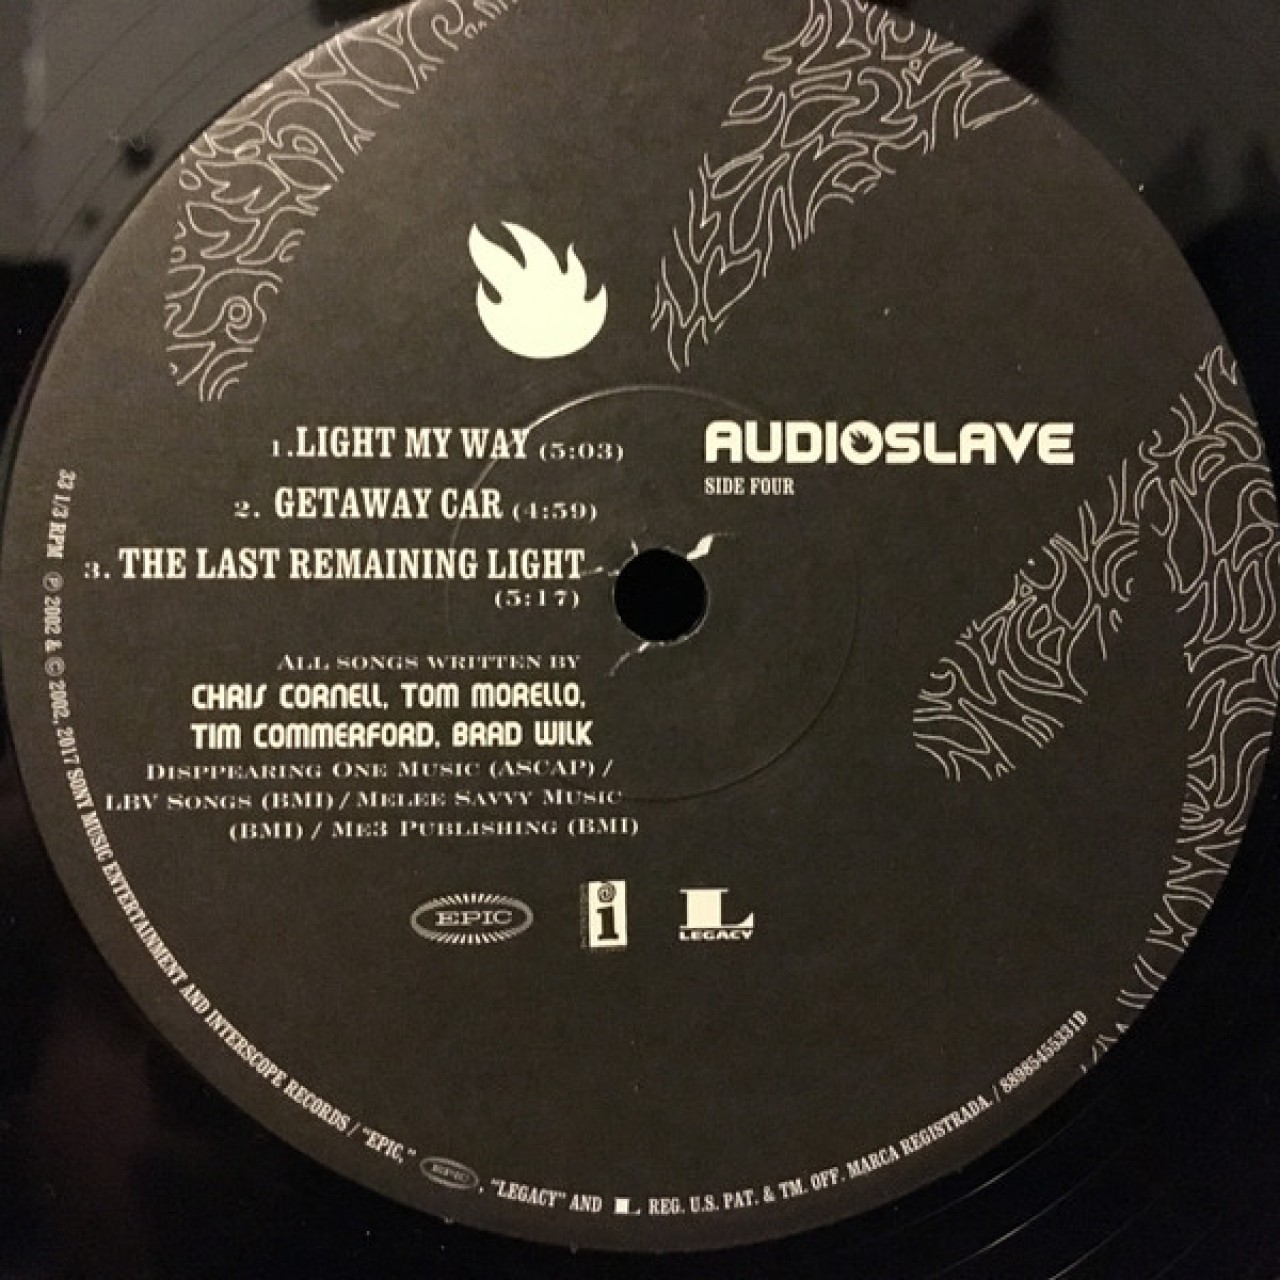 1.LIGHT MY WAY (5:03)
2. GETAWAY CAR (4:59)
3. THE LAST REMAINING LIGHT
(5:17)
AUDIOSLAVE
SIDE FOUR
ALL SONGS WRITTEN BY
CHRIS CORNELL, TOM MORELLO,
TIM COMMERFORD, BRAD WILK
DISPPEARING ONE MUSIC (ASCAP) /
LBV SONGS (BMI) / MELEE SAVVY MUSIC
(BMI) / ME3 PUBLISHING (BMI)
EPIC
i
L
LEGACY
33 1/3 RPM ℗ 2002 & © 2002, 2017 SONY MUSIC ENTERTAINMENT AND INTERSCOPE RECORDS / "EPIC," EPIC, "LEGACY" AND L REG. U.S. PAT. & TM. OFF. MARCA REGISTRADA. / 88985455331D